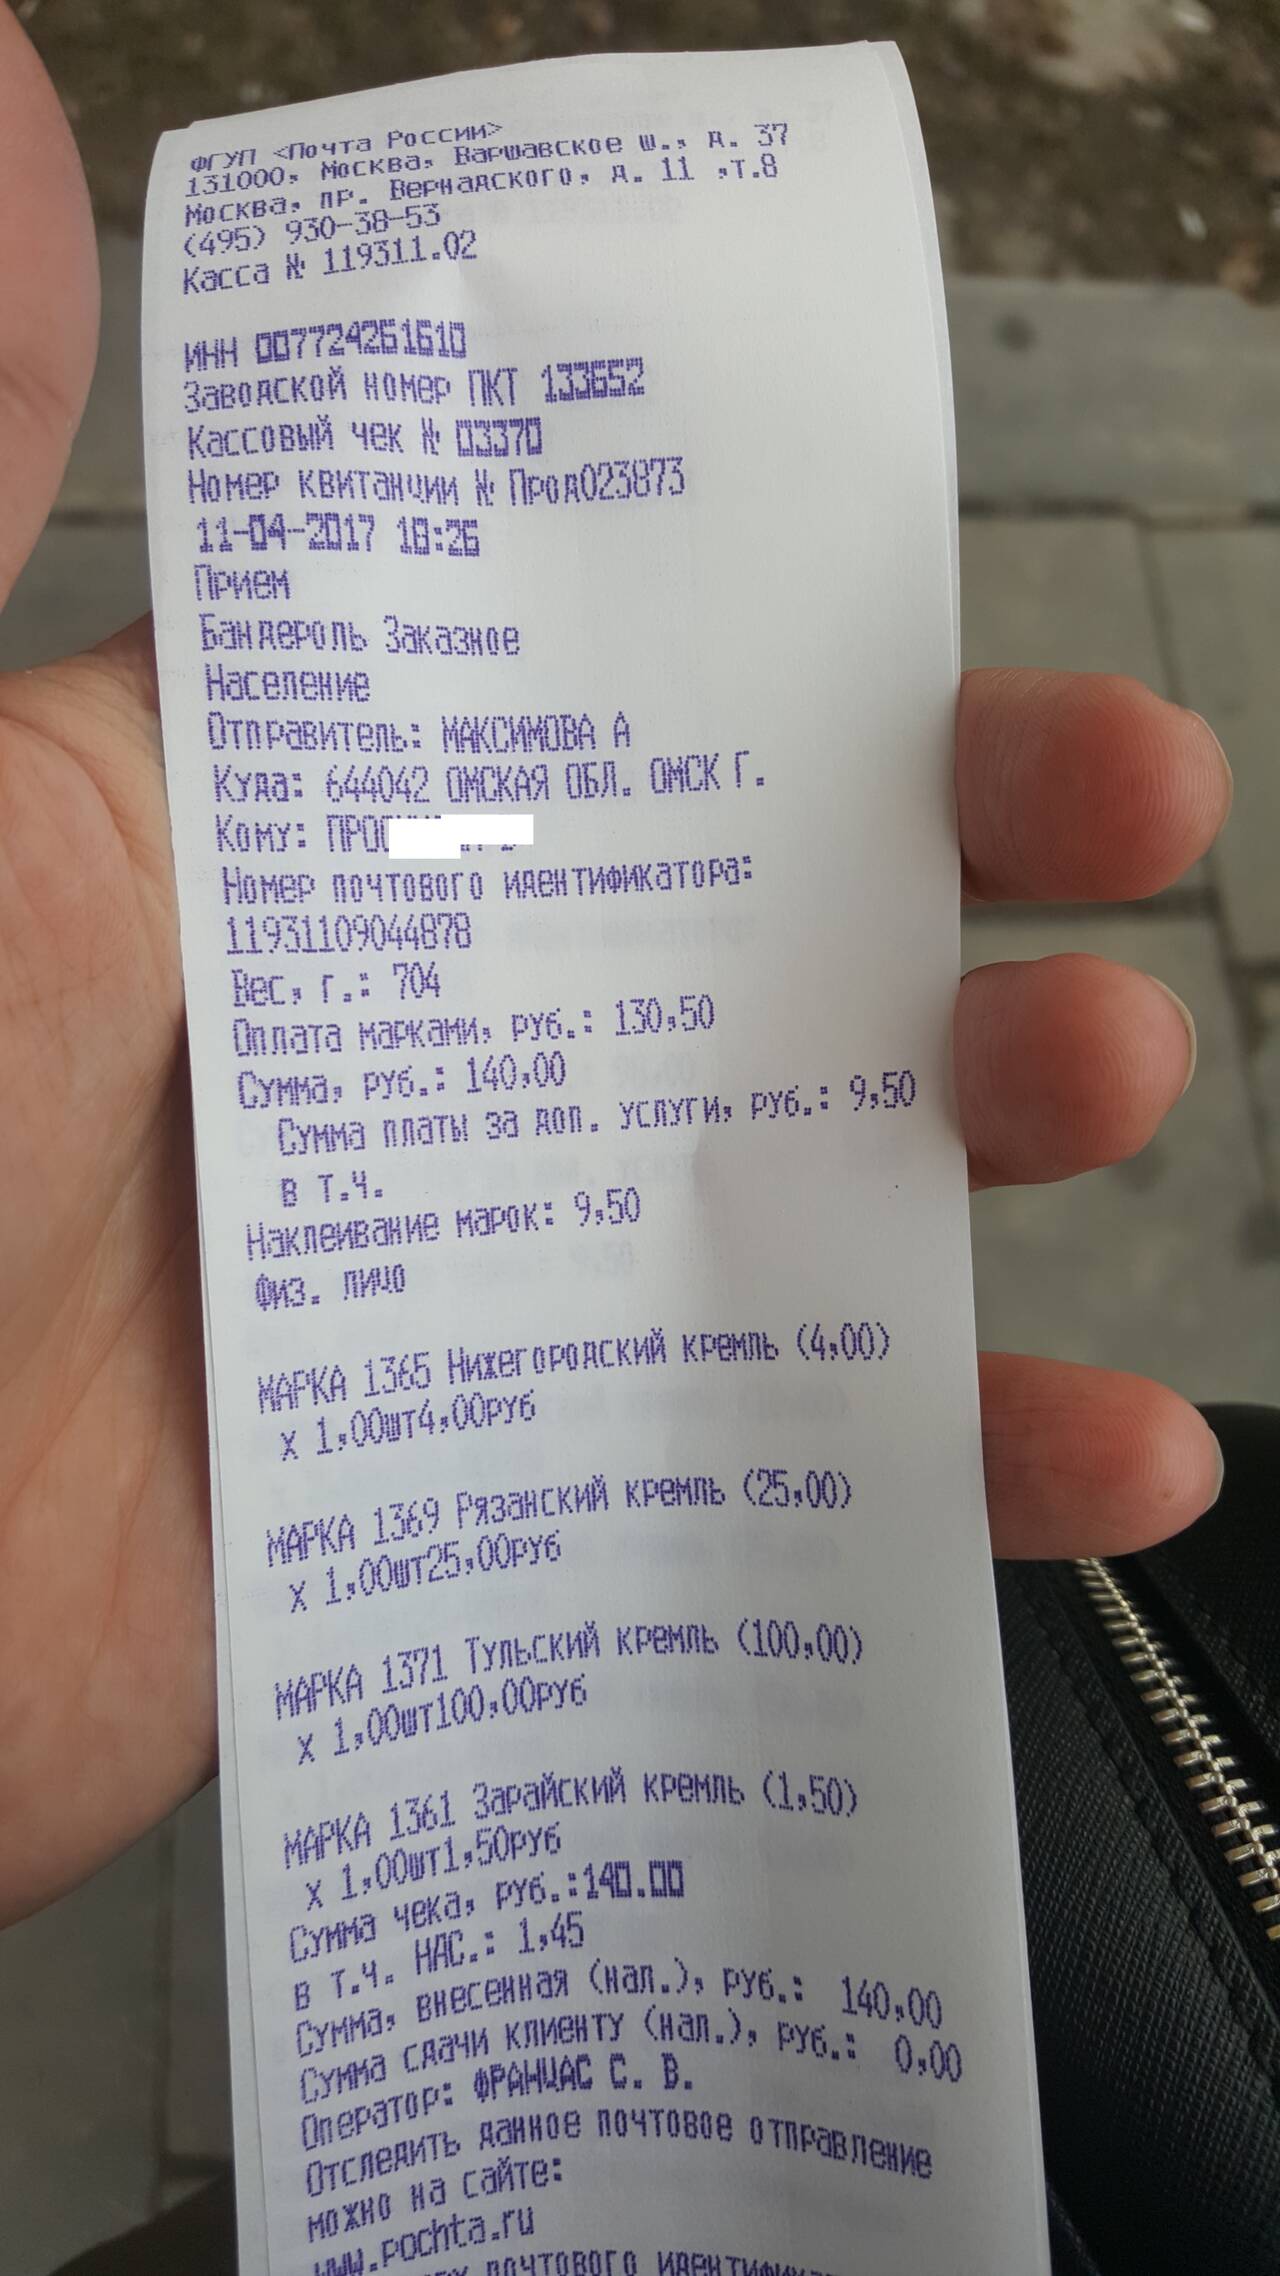 ФГУП <Почта России>
131000, Москва, Варшавское ш., д. 37
Москва, пр. Вернадского, д. 11 ,т.8
(495) 930-38-53
Касса № 119311.02
ИНН 007724261610
Заводской номер ПКТ 133652
Кассовый чек № 03370
Номер квитанции № Прод023873
11-04-2017 18:26
Прием
Бандероль Заказное
Население
Отправитель: МАКСИМОВА А
Куда: 644042 ОМСКАЯ ОБЛ. ОМСК Г.
Кому:
Номер почтового идентификатора:
11931109044878
Вес, г.: 704
Оплата марками, руб.: 130,50
Сумма, руб.: 140,00
Сумма платы за доп. услуги, руб.: 9,50
в т.ч.
Наклеивание марок: 9,50
Физ. лицо
МАРКА 1365 Нижегородский кремль (4,00)
х 1,00шт4,00руб
МАРКА 1369 Рязанский кремль (25,00)
х 1,00шт25,00руб
МАРКА 1371 Тульский кремль (100,00)
х 1,00шт100,00руб
МАРКА 1361 Зарайский кремль (1,50)
х 1,00шт1,50руб
Сумма чека, руб.:140.00
в т.ч. НДС.: 1,45
Сумма, внесенная (нал.), руб.: 140,00
Сумма сдачи клиенту (нал.), руб.: 0,00
Оператор: ФРАНЦАС С. В.
Отследить данное почтовое отправление
можно на сайте:
www.pochta.ru
почтового